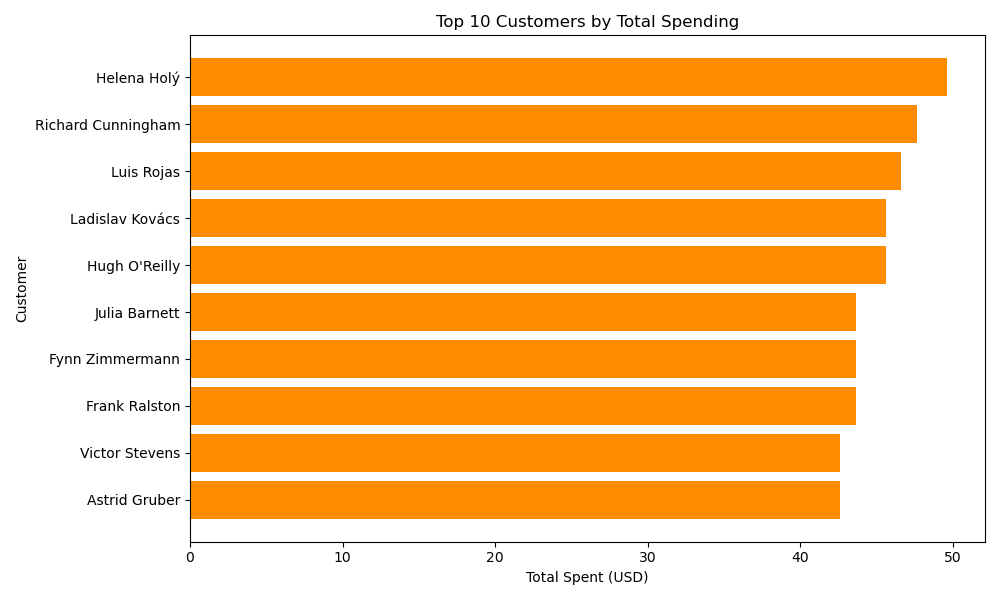 Top 10 Customers by Total Spending
Customer
Helena Holý
Richard Cunningham
Luis Rojas
Ladislav Kovács
Hugh O'Reilly
Julia Barnett
Fynn Zimmermann
Frank Ralston
Victor Stevens
Astrid Gruber
0 10 20 30 40 50
Total Spent (USD)